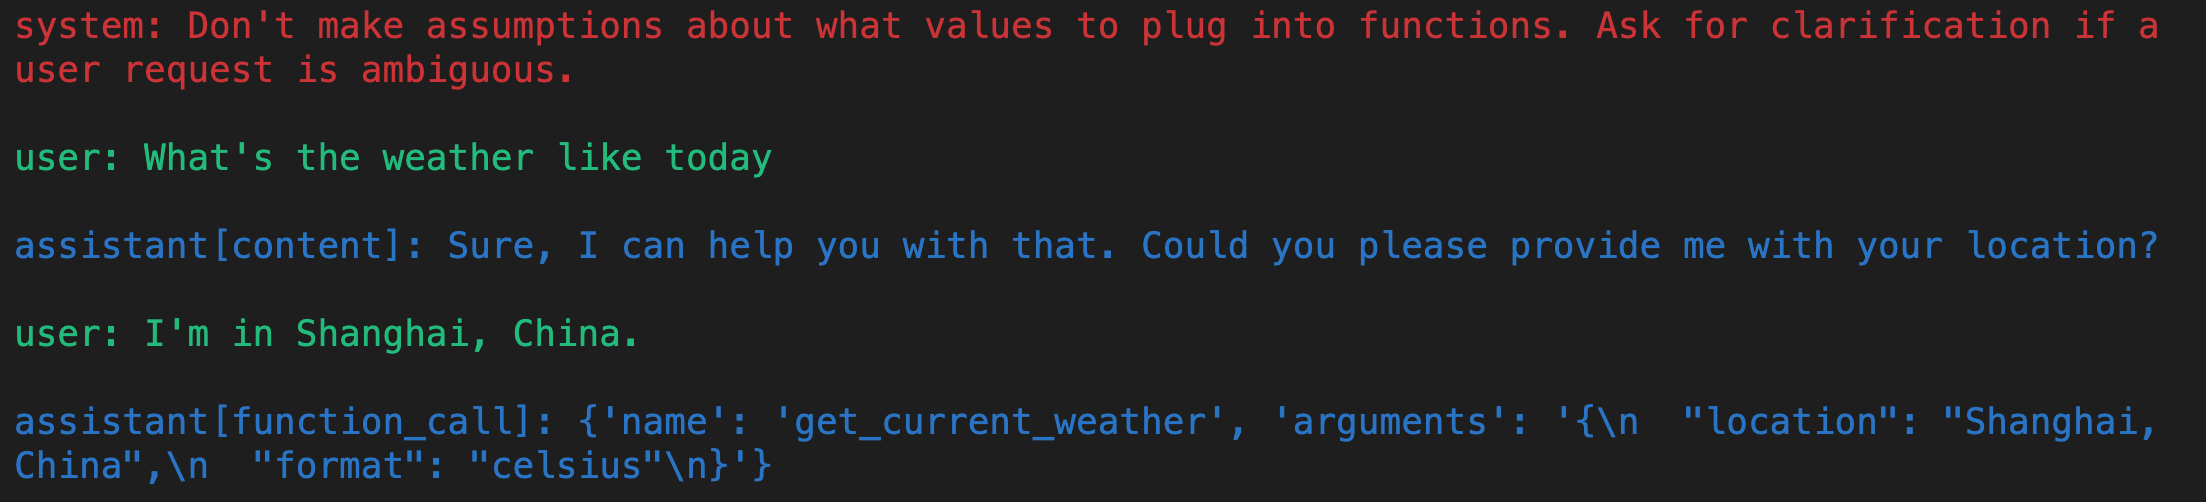 system: Don't make assumptions about what values to plug into functions. Ask for clarification if a
user request is ambiguous.
user: What's the weather like today
assistant[content]: Sure, I can help you with that. Could you please provide me with your location?
user: I'm in Shanghai, China.
assistant[function_call]: {'name': 'get_current_weather', 'arguments': '{\n  "location": "Shanghai,
China",\n  "format": "celsius"\n}'}